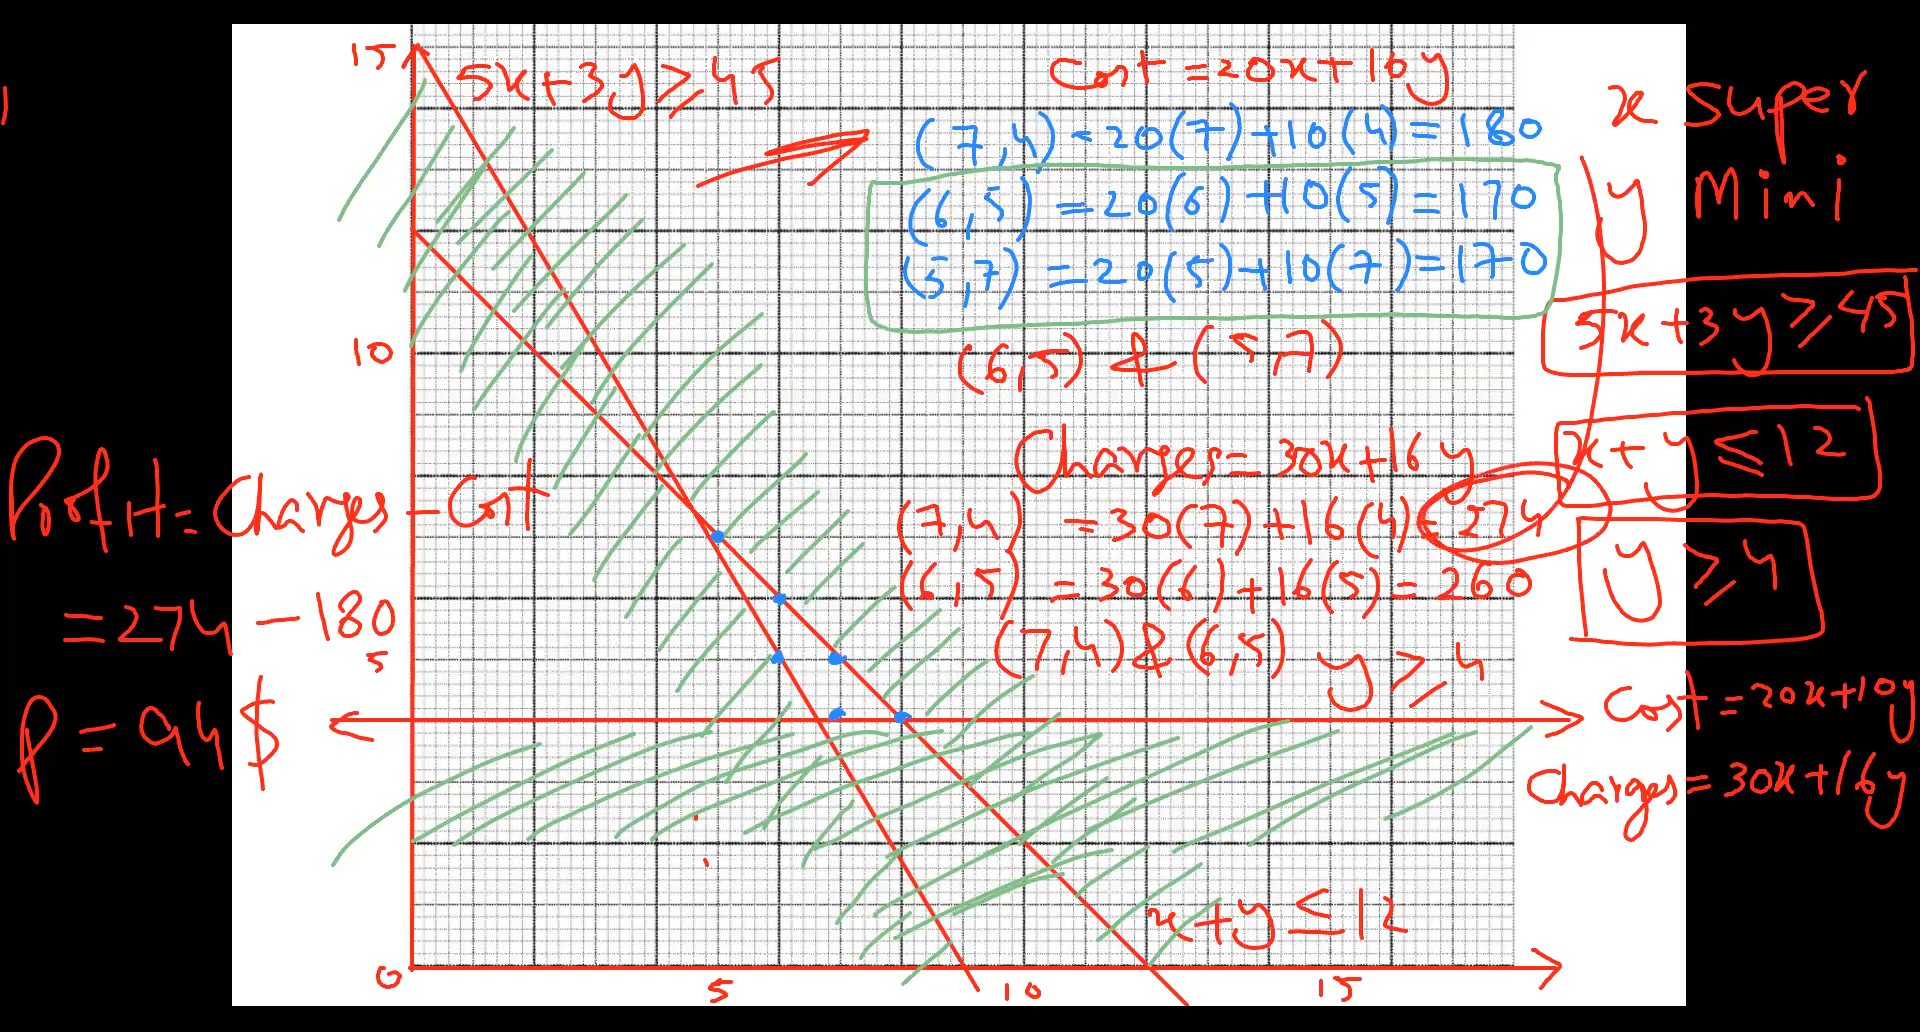 15
5x+3y≥45
Cost=20x+10y
(7,4)=20(7)+10(4)=180
(6,5)=20(6)+10(5)=170
(5,7)=20(5)+10(7)=170
(6,5) & (5,7)
10
Charges=30x+16y
(7,4)=30(7)+16(4)=274
(6,5)=30(6)+16(5)=260
(7,4) & (6,5)
y≥4
5
x+y≤12
0
5
10
15
x Super
y Mini
5x+3y≥45
x+y≤12
y≥4
Cost=20x+10y
Charges=30x+16y
Profit=Charges-Cost
=274-180
P=94$